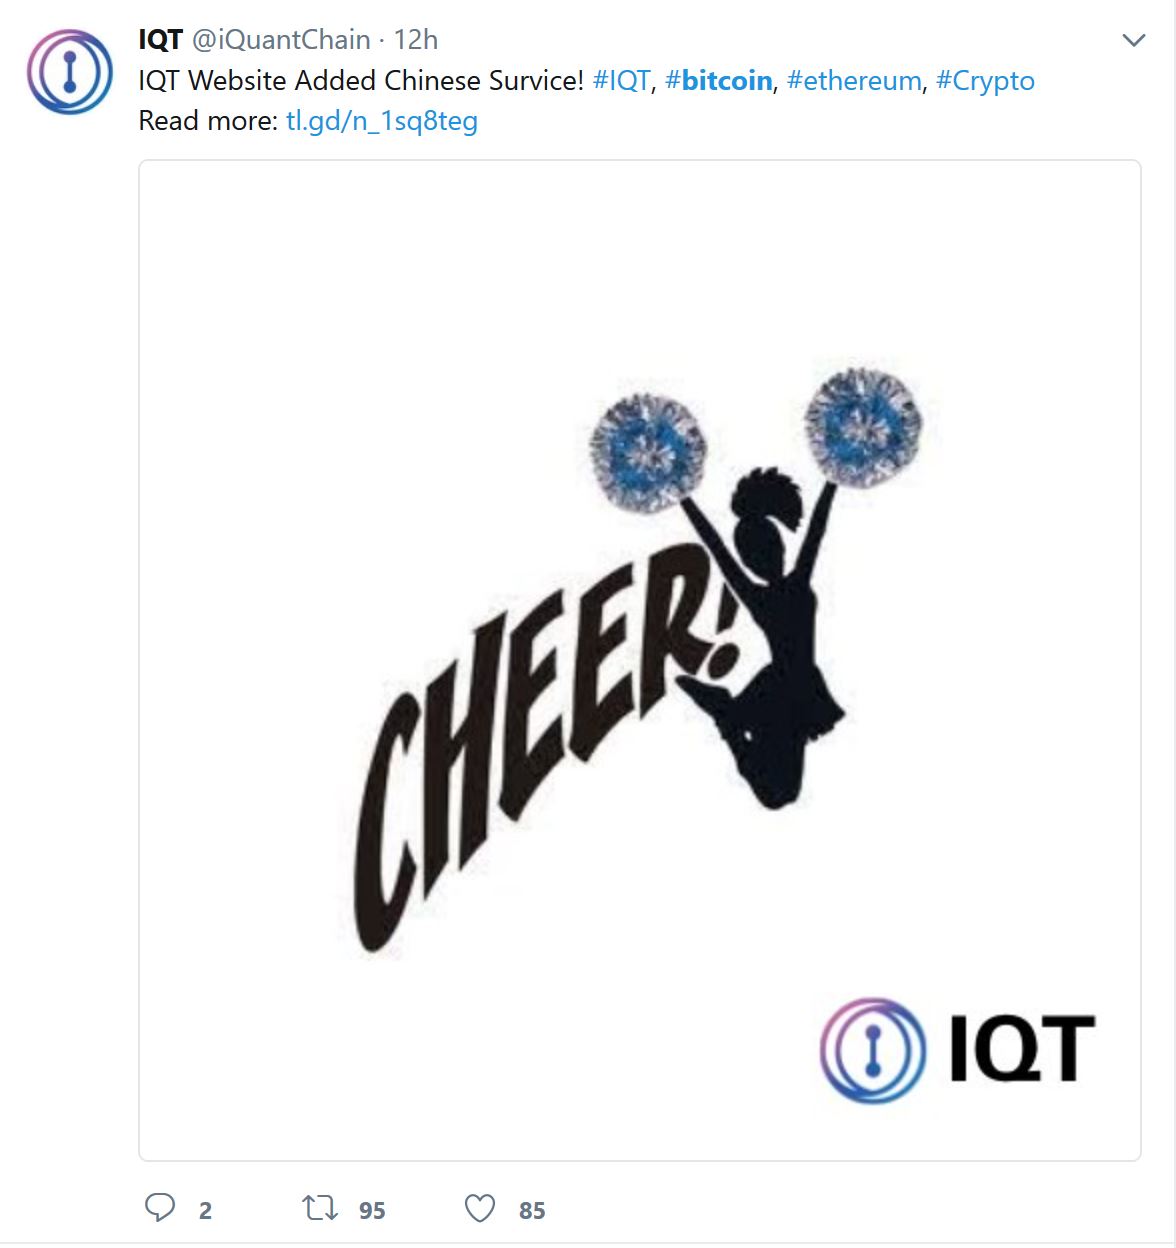 IQT @iQuantChain · 12h
IQT Website Added Chinese Survice! #IQT, #bitcoin, #ethereum, #Crypto
Read more: tl.gd/n_1sq8teg
CHEER!
IQT
2 95 85